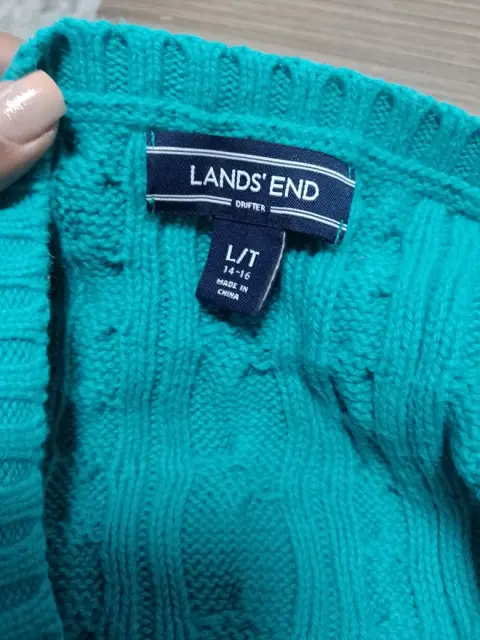 LANDS' END
DRIFTER
L/T
14-16
MADE IN
CHINA